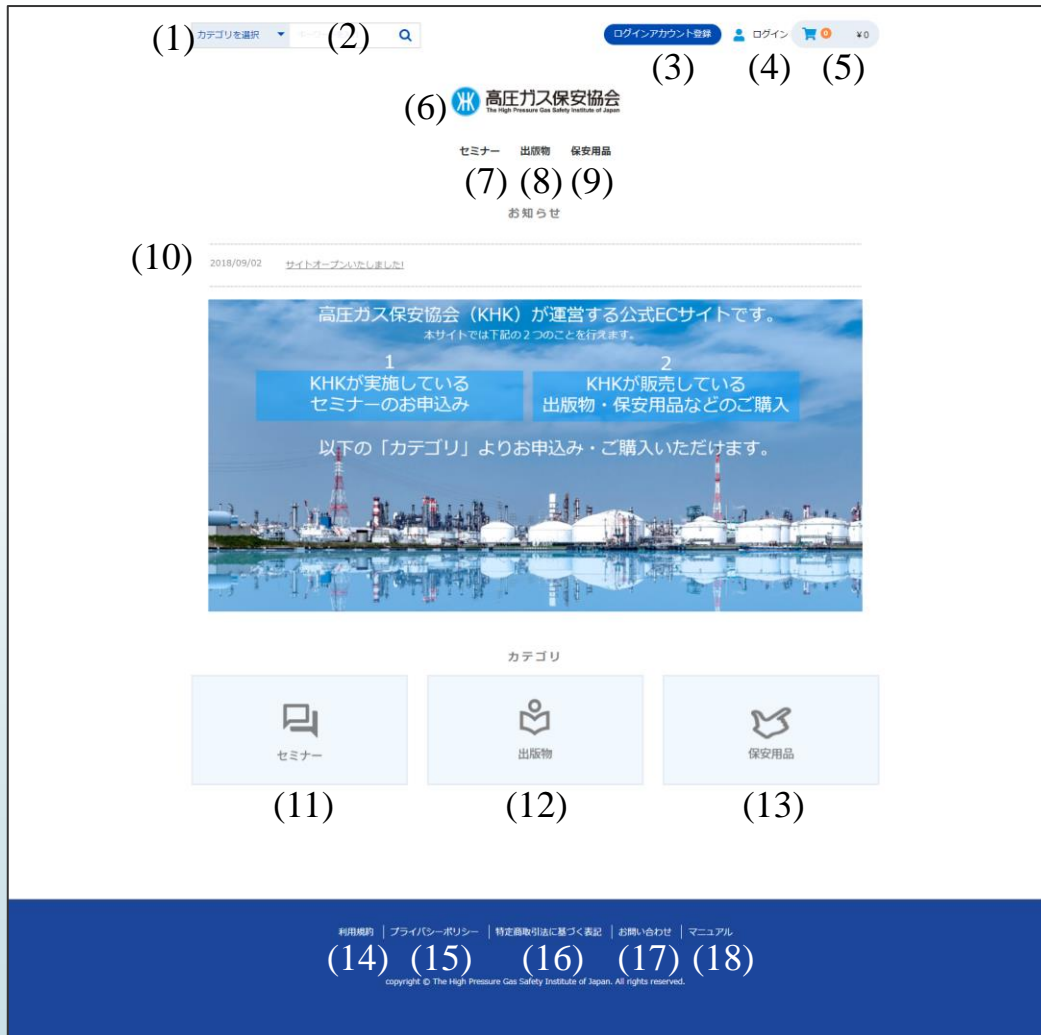 (1) カテゴリを選択 (2) ログインアカウント登録 ログイン 0 ¥0
(3) (4) (5)
(6) 高圧ガス保安協会
The High Pressure Gas Safety Institute of Japan
セミナー 出版物 保安用品
(7) (8) (9)
お知らせ
(10) 2018/09/02 サイトオープンいたしました!
高圧ガス保安協会（KHK）が運営する公式ECサイトです。
本サイトでは下記の２つのことを行えます。
1 2
KHKが実施している KHKが販売している
セミナーのお申込み 出版物・保安用品などのご購入
以下の「カテゴリ」よりお申込み・ご購入いただけます。
カテゴリ
セミナー 出版物 保安用品
(11) (12) (13)
利用規約 プライバシーポリシー 特定商取引法に基づく表記 お問い合わせ マニュアル
(14) (15) (16) (17) (18)
copyright © The High Pressure Gas Safety Institute of Japan. All rights reserved.